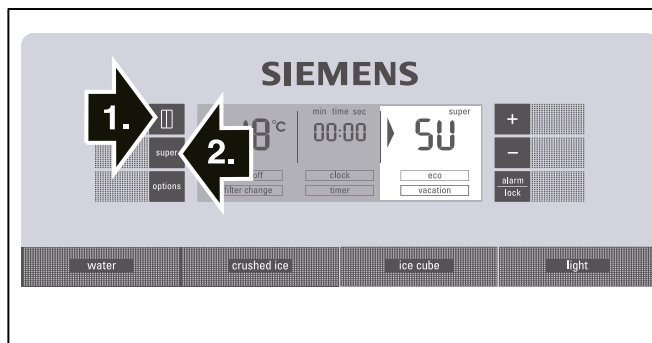 SIEMENS
1.
super
2.
options
18°C
off
filter change
min time sec
00:00
clock
timer
super
SU
eco
vacation
+
−
alarm
lock
water
crushed ice
ice cube
light